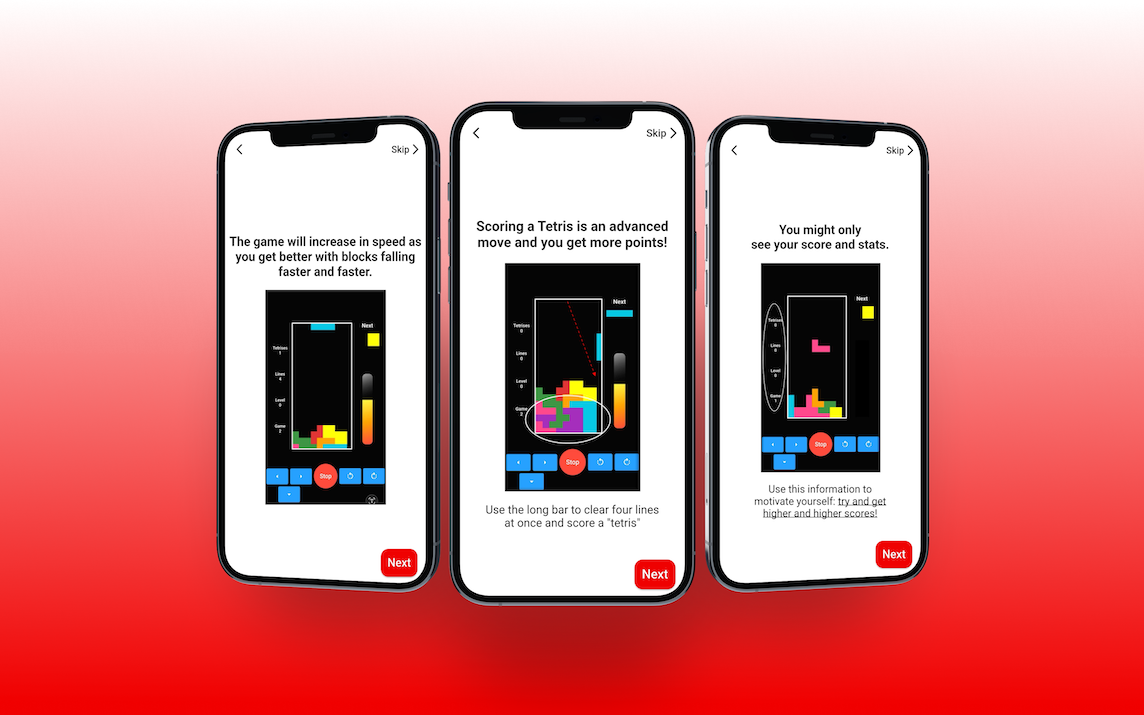 Skip
The game will increase in speed as
you get better with blocks falling
faster and faster.
Next
Tetrises
1
Lines
4
Level
0
Game
2
Stop
Next
Skip
Scoring a Tetris is an advanced
move and you get more points!
Next
Tetrises
0
Lines
0
Level
0
Game
2
Stop
Use the long bar to clear four lines
at once and score a "tetris"
Next
Skip
You might only
see your score and stats.
Next
Tetrises
0
Lines
0
Level
0
Game
1
Stop
Use this information to
motivate yourself: try and get
higher and higher scores!
Next